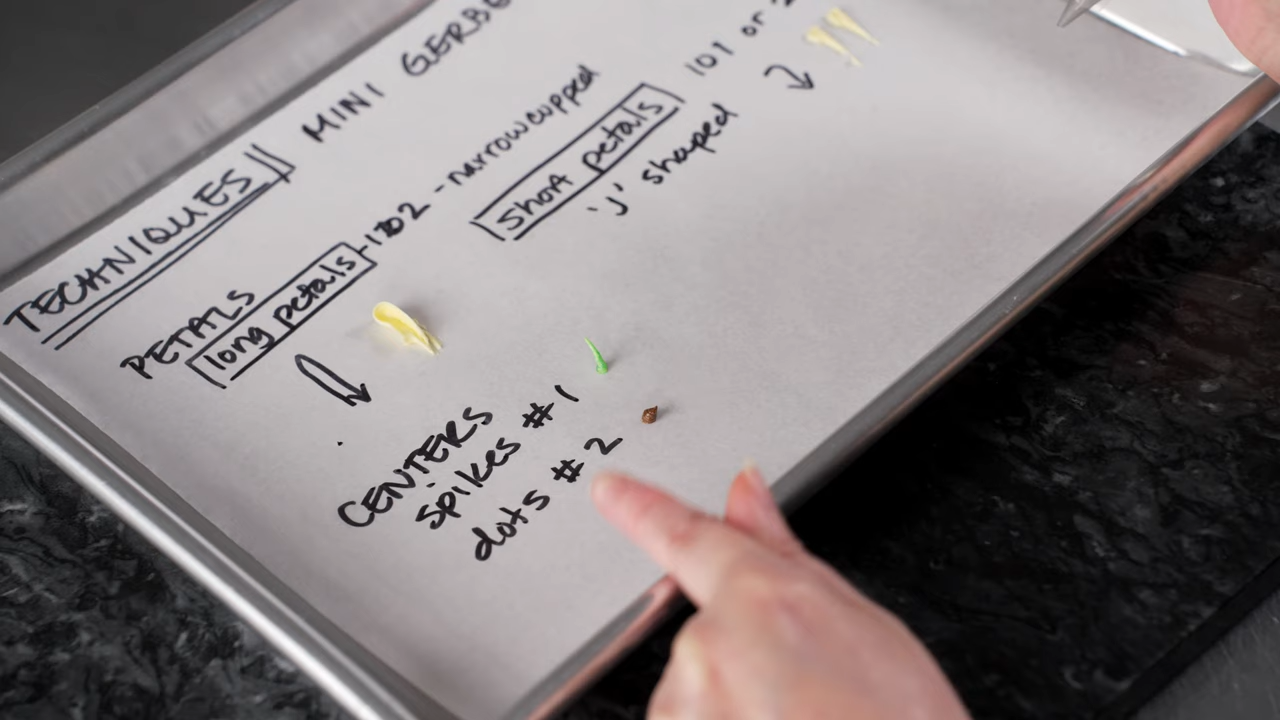 TECHNIQUES MINI
PETALS
long petals - 102 - narrow cupped
short petals 101 or
'J' shaped
CENTERS
spikes #1
dots #2